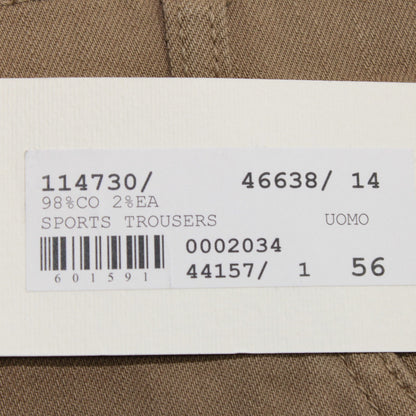 114730/ 46638/ 14
98%CO 2%EA
SPORTS TROUSERS UOMO
0002034
601591 44157/ 1 56